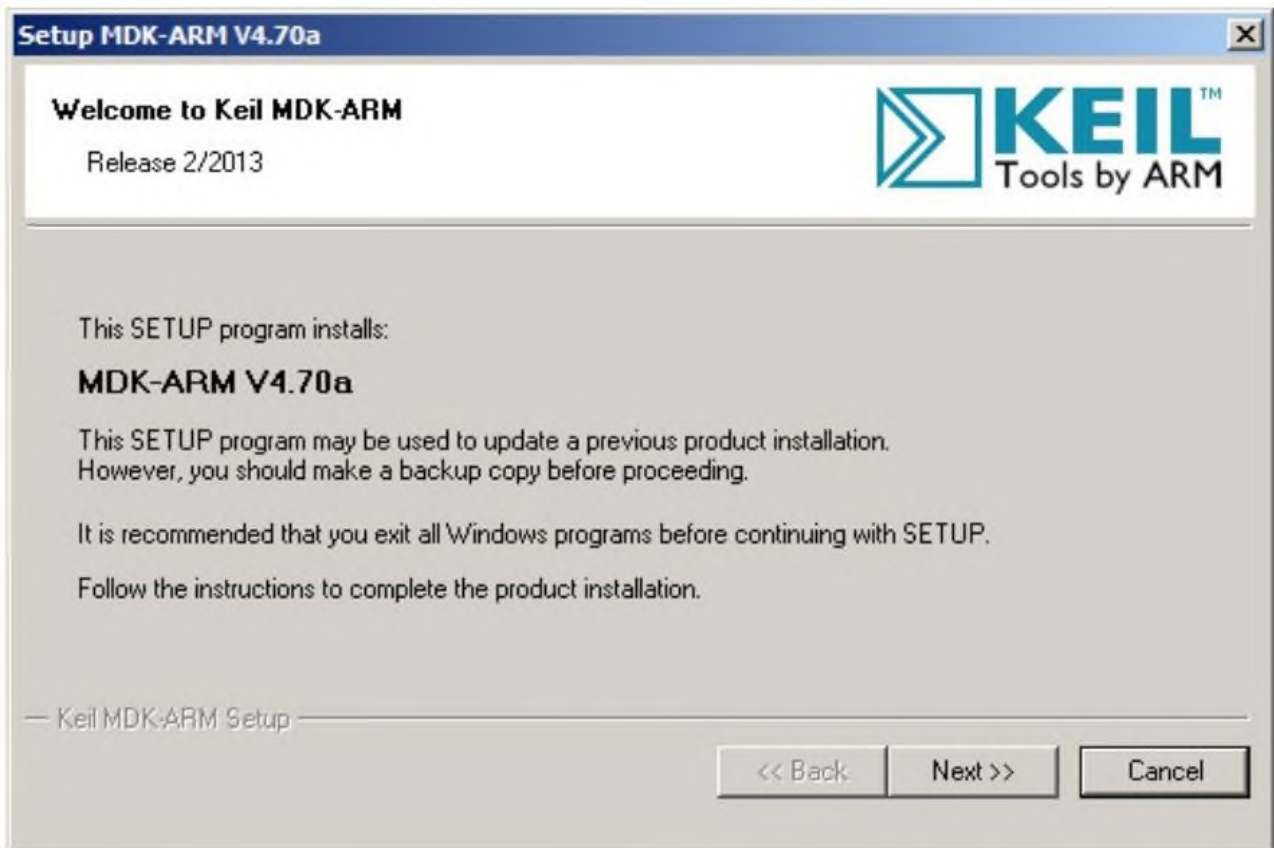 Setup MDK-ARM V4.70a
Welcome to Keil MDK-ARM
Release 2/2013
KEIL™
Tools by ARM
This SETUP program installs:
MDK-ARM V4.70a
This SETUP program may be used to update a previous product installation.
However, you should make a backup copy before proceeding.
It is recommended that you exit all Windows programs before continuing with SETUP.
Follow the instructions to complete the product installation.
Keil MDK-ARM Setup
<< Back Next >> Cancel